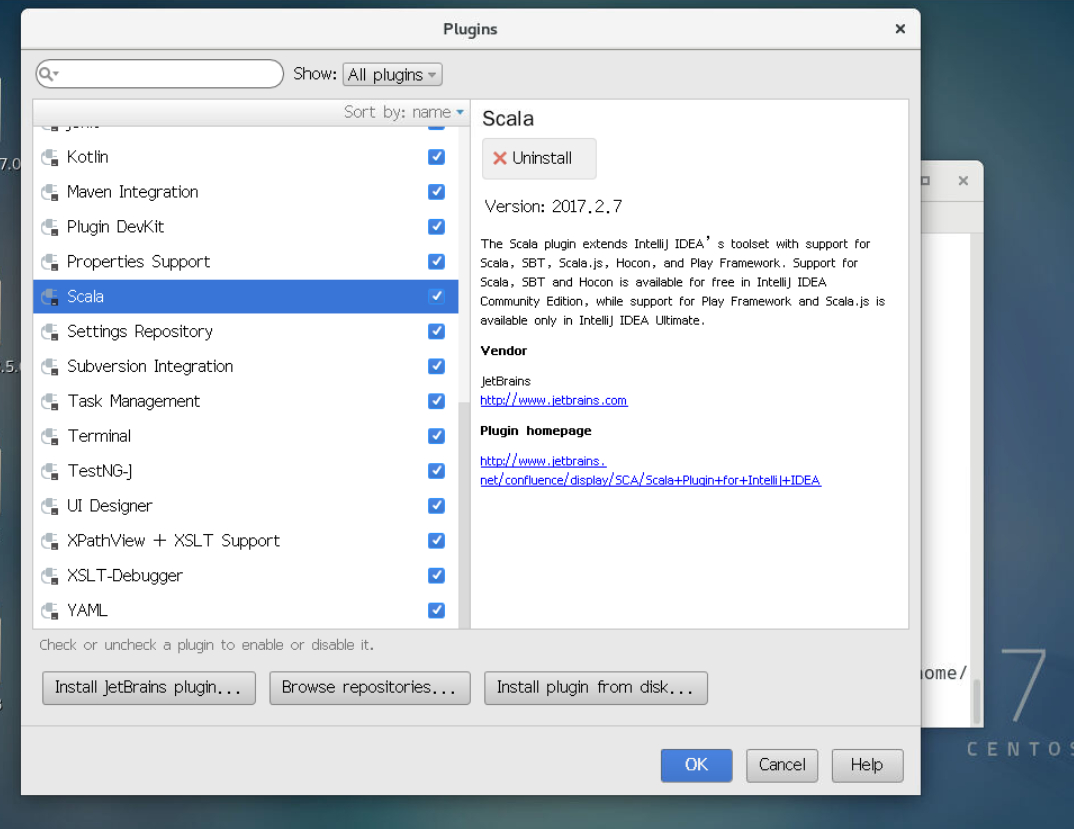 Plugins
Show: All plugins
Sort by: name
Kotlin
Maven Integration
Plugin DevKit
Properties Support
Scala
Settings Repository
Subversion Integration
Task Management
Terminal
TestNG-J
UI Designer
XPathView + XSLT Support
XSLT-Debugger
YAML
Scala
Uninstall
Version: 2017.2.7
The Scala plugin extends IntelliJ IDEA’s toolset with support for
Scala, SBT, Scala.js, Hocon, and Play Framework. Support for
Scala, SBT and Hocon is available for free in IntelliJ IDEA
Community Edition, while support for Play Framework and Scala.js is
available only in IntelliJ IDEA Ultimate.
Vendor
JetBrains
http://www.jetbrains.com
Plugin homepage
http://www.jetbrains.
net/confluence/display/SCA/Scala+Plugin+for+IntelliJ+IDEA
Check or uncheck a plugin to enable or disable it.
Install JetBrains plugin...
Browse repositories...
Install plugin from disk...
OK
Cancel
Help
7.0
.5.
ome/
7
CENTOS